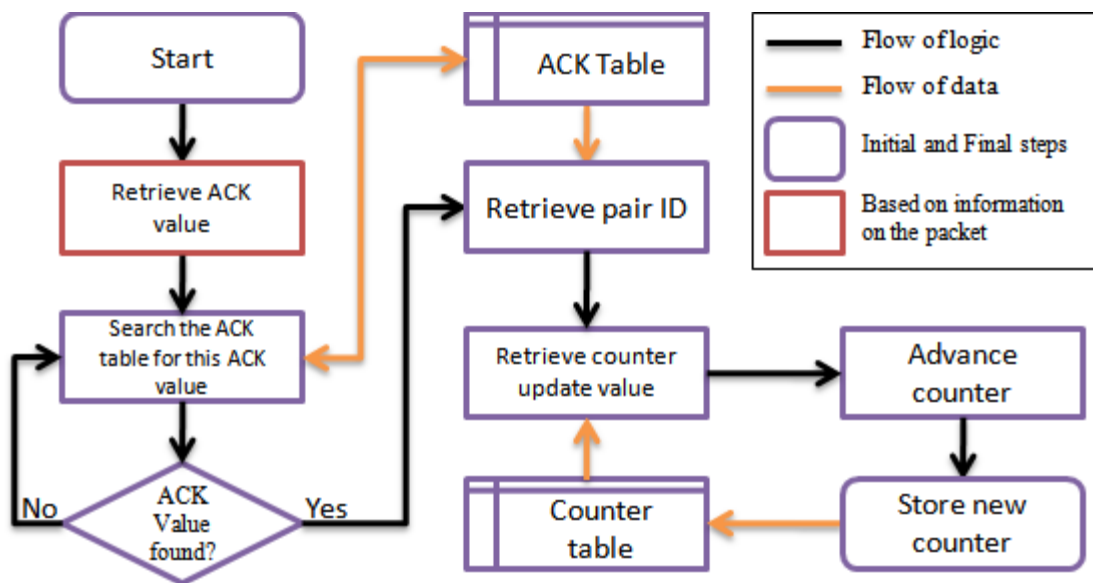 Start
Retrieve ACK
value
Search the ACK
table for this ACK
value
ACK
Value
found?
No
Yes
ACK Table
Retrieve pair ID
Retrieve counter
update value
Counter
table
Advance
counter
Store new
counter
Flow of logic
Flow of data
Initial and Final steps
Based on information
on the packet